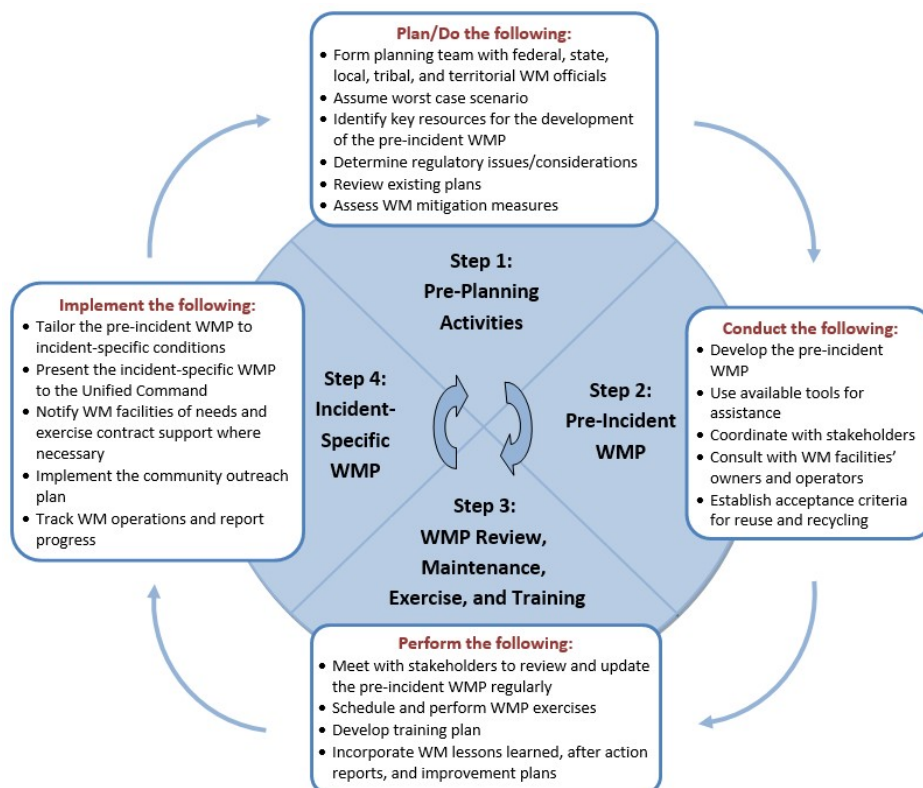 Plan/Do the following:
• Form planning team with federal, state,
local, tribal, and territorial WM officials
• Assume worst case scenario
• Identify key resources for the development
of the pre-incident WMP
• Determine regulatory issues/considerations
• Review existing plans
• Assess WM mitigation measures
Step 1:
Pre-Planning
Activities
Conduct the following:
• Develop the pre-incident
WMP
• Use available tools for
assistance
• Coordinate with stakeholders
• Consult with WM facilities’
owners and operators
• Establish acceptance criteria
for reuse and recycling
Step 2:
Pre-Incident
WMP
Step 3:
WMP Review,
Maintenance,
Exercise, and Training
Perform the following:
• Meet with stakeholders to review and update
the pre-incident WMP regularly
• Schedule and perform WMP exercises
• Develop training plan
• Incorporate WM lessons learned, after action
reports, and improvement plans
Step 4:
Incident-
Specific
WMP
Implement the following:
• Tailor the pre-incident WMP to
incident-specific conditions
• Present the incident-specific WMP
to the Unified Command
• Notify WM facilities of needs and
exercise contract support where
necessary
• Implement the community outreach
plan
• Track WM operations and report
progress